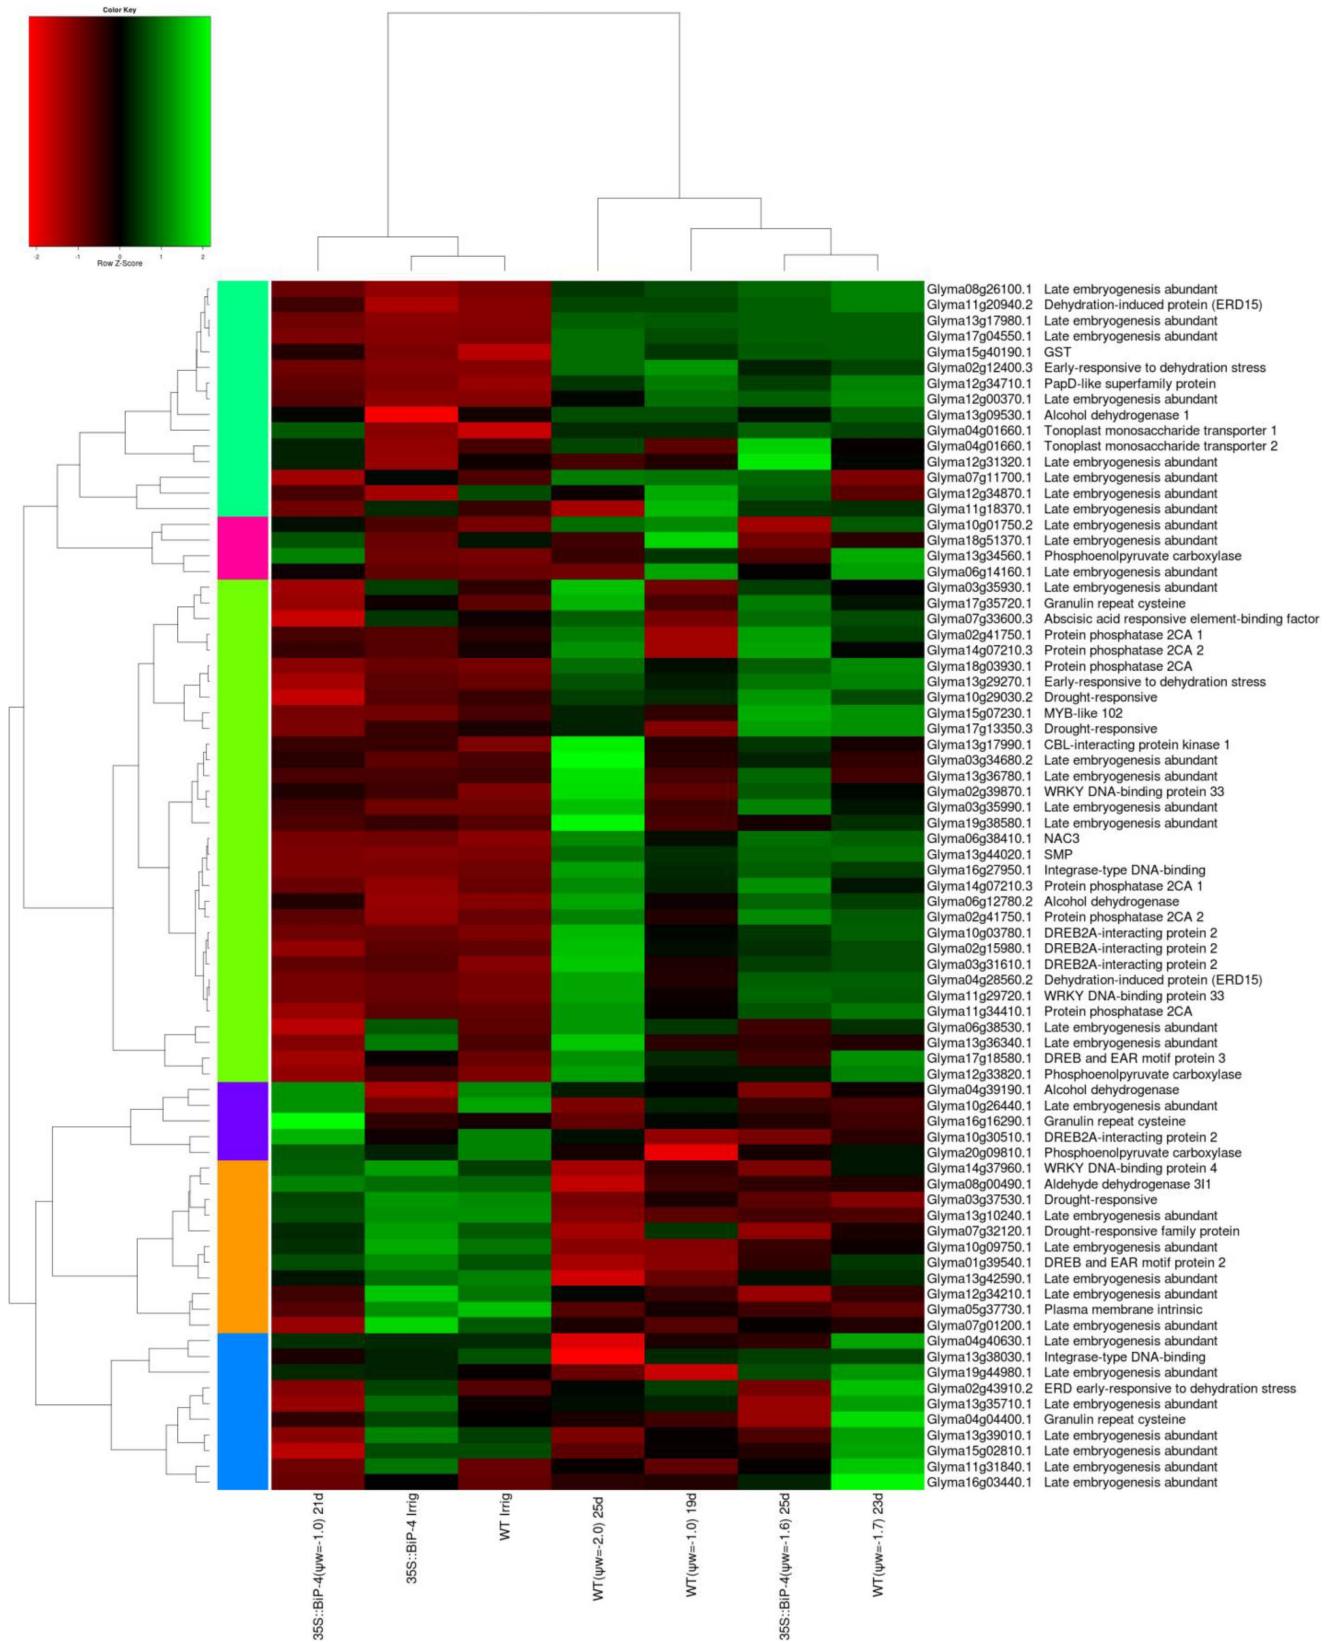 Color Key
-2 -1 0 1 2
Row Z-Score
Glyma08g26100.1 Late embryogenesis abundant
Glyma11g20940.2 Dehydration-induced protein (ERD15)
Glyma13g17980.1 Late embryogenesis abundant
Glyma17g04550.1 Late embryogenesis abundant
Glyma15g40190.1 GST
Glyma02g12400.3 Early-responsive to dehydration stress
Glyma12g34710.1 PapD-like superfamily protein
Glyma12g00370.1 Late embryogenesis abundant
Glyma13g09530.1 Alcohol dehydrogenase 1
Glyma04g01660.1 Tonoplast monosaccharide transporter 1
Glyma04g01660.1 Tonoplast monosaccharide transporter 2
Glyma12g31320.1 Late embryogenesis abundant
Glyma07g11700.1 Late embryogenesis abundant
Glyma12g34870.1 Late embryogenesis abundant
Glyma11g18370.1 Late embryogenesis abundant
Glyma10g01750.2 Late embryogenesis abundant
Glyma18g51370.1 Late embryogenesis abundant
Glyma13g34560.1 Phosphoenolpyruvate carboxylase
Glyma06g14160.1 Late embryogenesis abundant
Glyma03g35930.1 Late embryogenesis abundant
Glyma17g35720.1 Granulin repeat cysteine
Glyma07g33600.3 Abscisic acid responsive element-binding factor
Glyma02g41750.1 Protein phosphatase 2CA 1
Glyma14g07210.3 Protein phosphatase 2CA 2
Glyma18g03930.1 Protein phosphatase 2CA
Glyma13g29270.1 Early-responsive to dehydration stress
Glyma10g29030.2 Drought-responsive
Glyma15g07230.1 MYB-like 102
Glyma17g13350.3 Drought-responsive
Glyma13g17990.1 CBL-interacting protein kinase 1
Glyma03g34680.2 Late embryogenesis abundant
Glyma13g36780.1 Late embryogenesis abundant
Glyma02g39870.1 WRKY DNA-binding protein 33
Glyma03g35990.1 Late embryogenesis abundant
Glyma19g38580.1 Late embryogenesis abundant
Glyma06g38410.1 NAC3
Glyma13g44020.1 SMP
Glyma16g27950.1 Integrase-type DNA-binding
Glyma14g07210.3 Protein phosphatase 2CA 1
Glyma06g12780.2 Alcohol dehydrogenase
Glyma02g41750.1 Protein phosphatase 2CA 2
Glyma10g03780.1 DREB2A-interacting protein 2
Glyma02g15980.1 DREB2A-interacting protein 2
Glyma03g31610.1 DREB2A-interacting protein 2
Glyma04g28560.2 Dehydration-induced protein (ERD15)
Glyma11g29720.1 WRKY DNA-binding protein 33
Glyma11g34410.1 Protein phosphatase 2CA
Glyma06g38530.1 Late embryogenesis abundant
Glyma13g36340.1 Late embryogenesis abundant
Glyma17g18580.1 DREB and EAR motif protein 3
Glyma12g33820.1 Phosphoenolpyruvate carboxylase
Glyma04g39190.1 Alcohol dehydrogenase
Glyma10g26440.1 Late embryogenesis abundant
Glyma16g16290.1 Granulin repeat cysteine
Glyma10g30510.1 DREB2A-interacting protein 2
Glyma20g09810.1 Phosphoenolpyruvate carboxylase
Glyma14g37960.1 WRKY DNA-binding protein 4
Glyma08g00490.1 Aldehyde dehydrogenase 3I1
Glyma03g37530.1 Drought-responsive
Glyma13g10240.1 Late embryogenesis abundant
Glyma07g32120.1 Drought-responsive family protein
Glyma10g09750.1 Late embryogenesis abundant
Glyma01g39540.1 DREB and EAR motif protein 2
Glyma13g42590.1 Late embryogenesis abundant
Glyma12g34210.1 Late embryogenesis abundant
Glyma05g37730.1 Plasma membrane intrinsic
Glyma07g01200.1 Late embryogenesis abundant
Glyma04g40630.1 Late embryogenesis abundant
Glyma13g38030.1 Integrase-type DNA-binding
Glyma19g44980.1 Late embryogenesis abundant
Glyma02g43910.2 ERD early-responsive to dehydration stress
Glyma13g35710.1 Late embryogenesis abundant
Glyma04g04400.1 Granulin repeat cysteine
Glyma13g39010.1 Late embryogenesis abundant
Glyma15g02810.1 Late embryogenesis abundant
Glyma11g31840.1 Late embryogenesis abundant
Glyma16g03440.1 Late embryogenesis abundant
35S::BiP-4(ψw=-1.0) 21d
35S::BiP-4 Irrig
WT Irrig
WT(ψw=-2.0) 25d
WT(ψw=-1.0) 19d
35S::BiP-4(ψw=-1.6) 25d
WT(ψw=-1.7) 23d